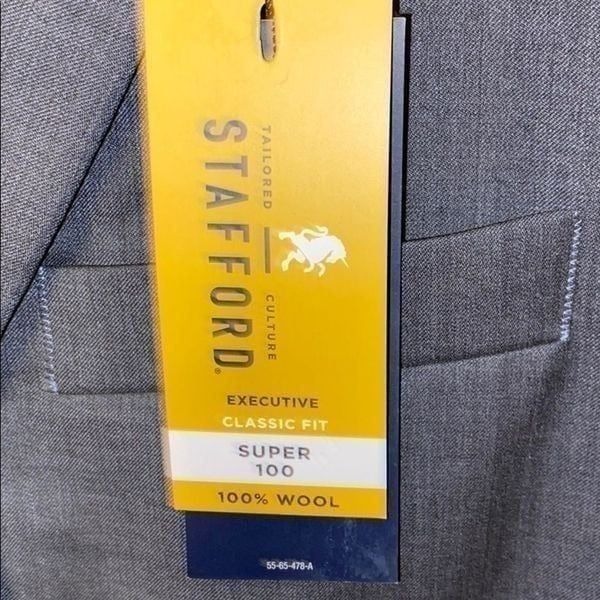 TAILORED
CULTURE
STAFFORD®
EXECUTIVE
CLASSIC FIT
SUPER
100
100% WOOL
55-65-478-A